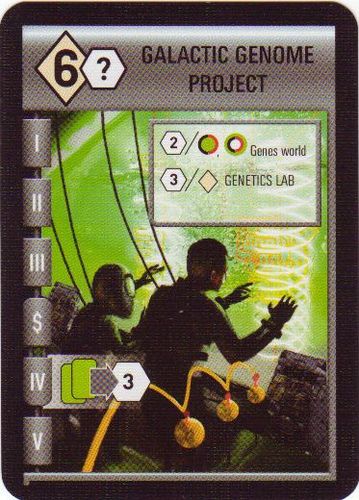 6 ?
GALACTIC GENOME
PROJECT
I
2 / , Genes world
3 / GENETICS LAB
II
III
$
IV 3
V